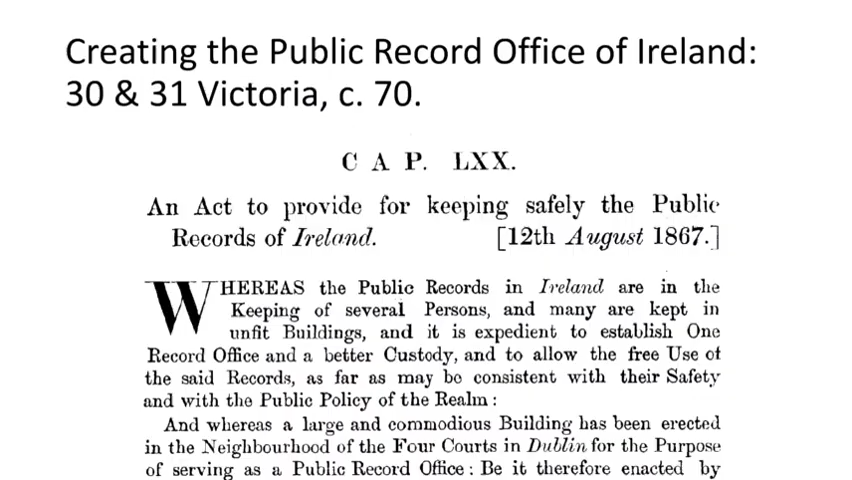 Creating the Public Record Office of Ireland:
30 & 31 Victoria, c. 70.
CAP. LXX.
An Act to provide for keeping safely the Public
Records of Ireland. [12th August 1867.]
WHEREAS the Public Records in Ireland are in the
Keeping of several Persons, and many are kept in
unfit Buildings, and it is expedient to establish One
Record Office and a better Custody, and to allow the free Use of
the said Records, as far as may be consistent with their Safety
and with the Public Policy of the Realm:
And whereas a large and commodious Building has been erected
in the Neighbourhood of the Four Courts in Dublin for the Purpose
of serving as a Public Record Office: Be it therefore enacted by